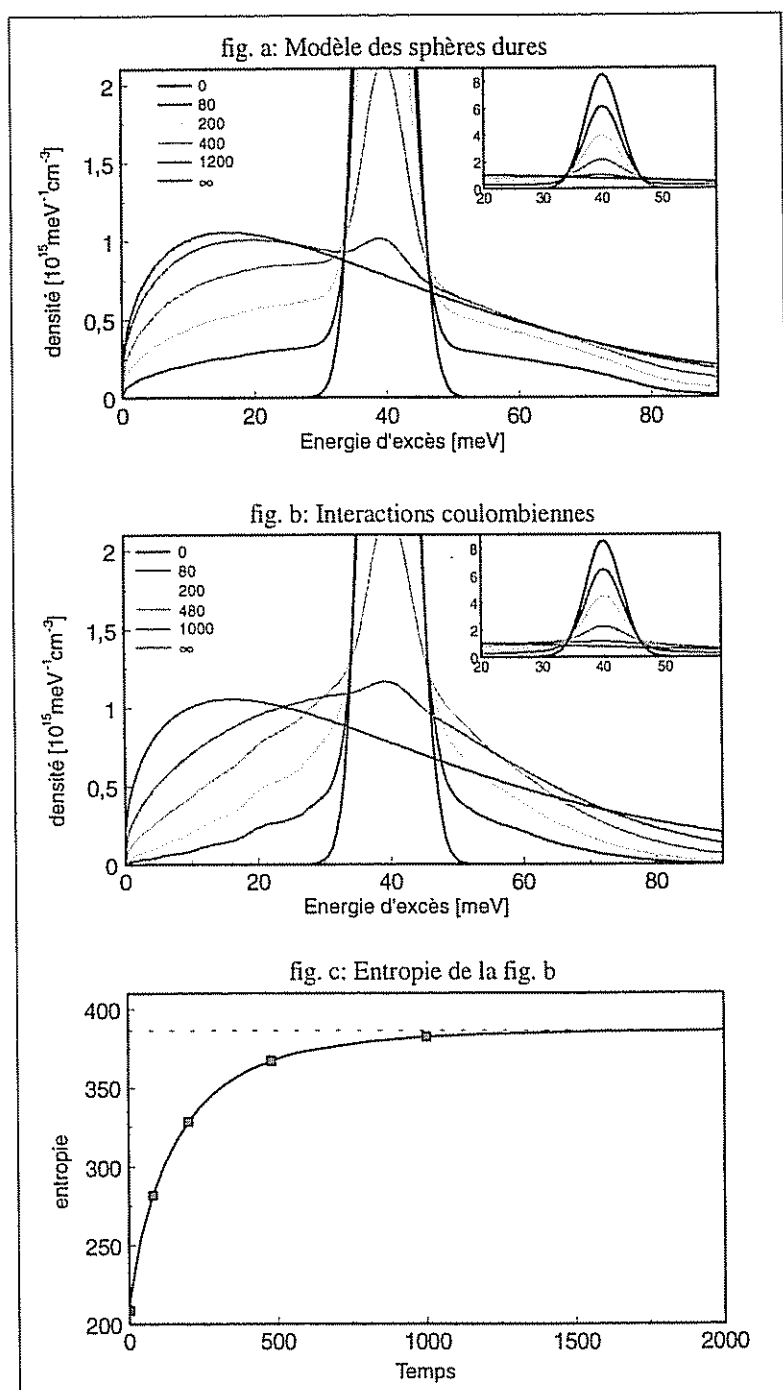 fig. a: Modèle des sphères dures
densité [10¹⁵meV⁻¹cm⁻³]
2
1,5
1
0,5
0
0
80
200
400
1200
∞
8
6
4
2
0
20 30 40 50
0 20 40 60 80
Energie d'excès [meV]
fig. b: Interactions coulombiennes
densité [10¹⁵meV⁻¹cm⁻³]
2
1,5
1
0,5
0
0
80
200
480
1000
∞
8
6
4
2
0
20 30 40 50
0 20 40 60 80
Energie d'excès [meV]
fig. c: Entropie de la fig. b
entropie
400
350
300
250
200
0 500 1000 1500 2000
Temps